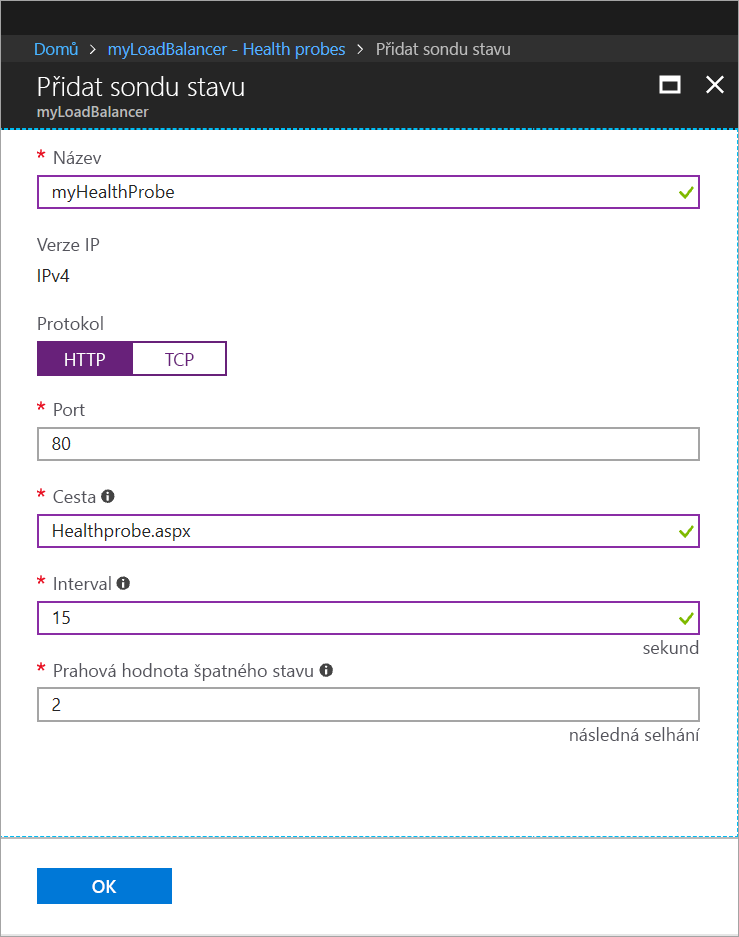 Domů > myLoadBalancer - Health probes > Přidat sondu stavu
Přidat sondu stavu
myLoadBalancer
* Název
myHealthProbe
Verze IP
IPv4
Protokol
HTTP TCP
* Port
80
* Cesta
Healthprobe.aspx
* Interval
15
sekund
* Prahová hodnota špatného stavu
2
následná selhání
OK